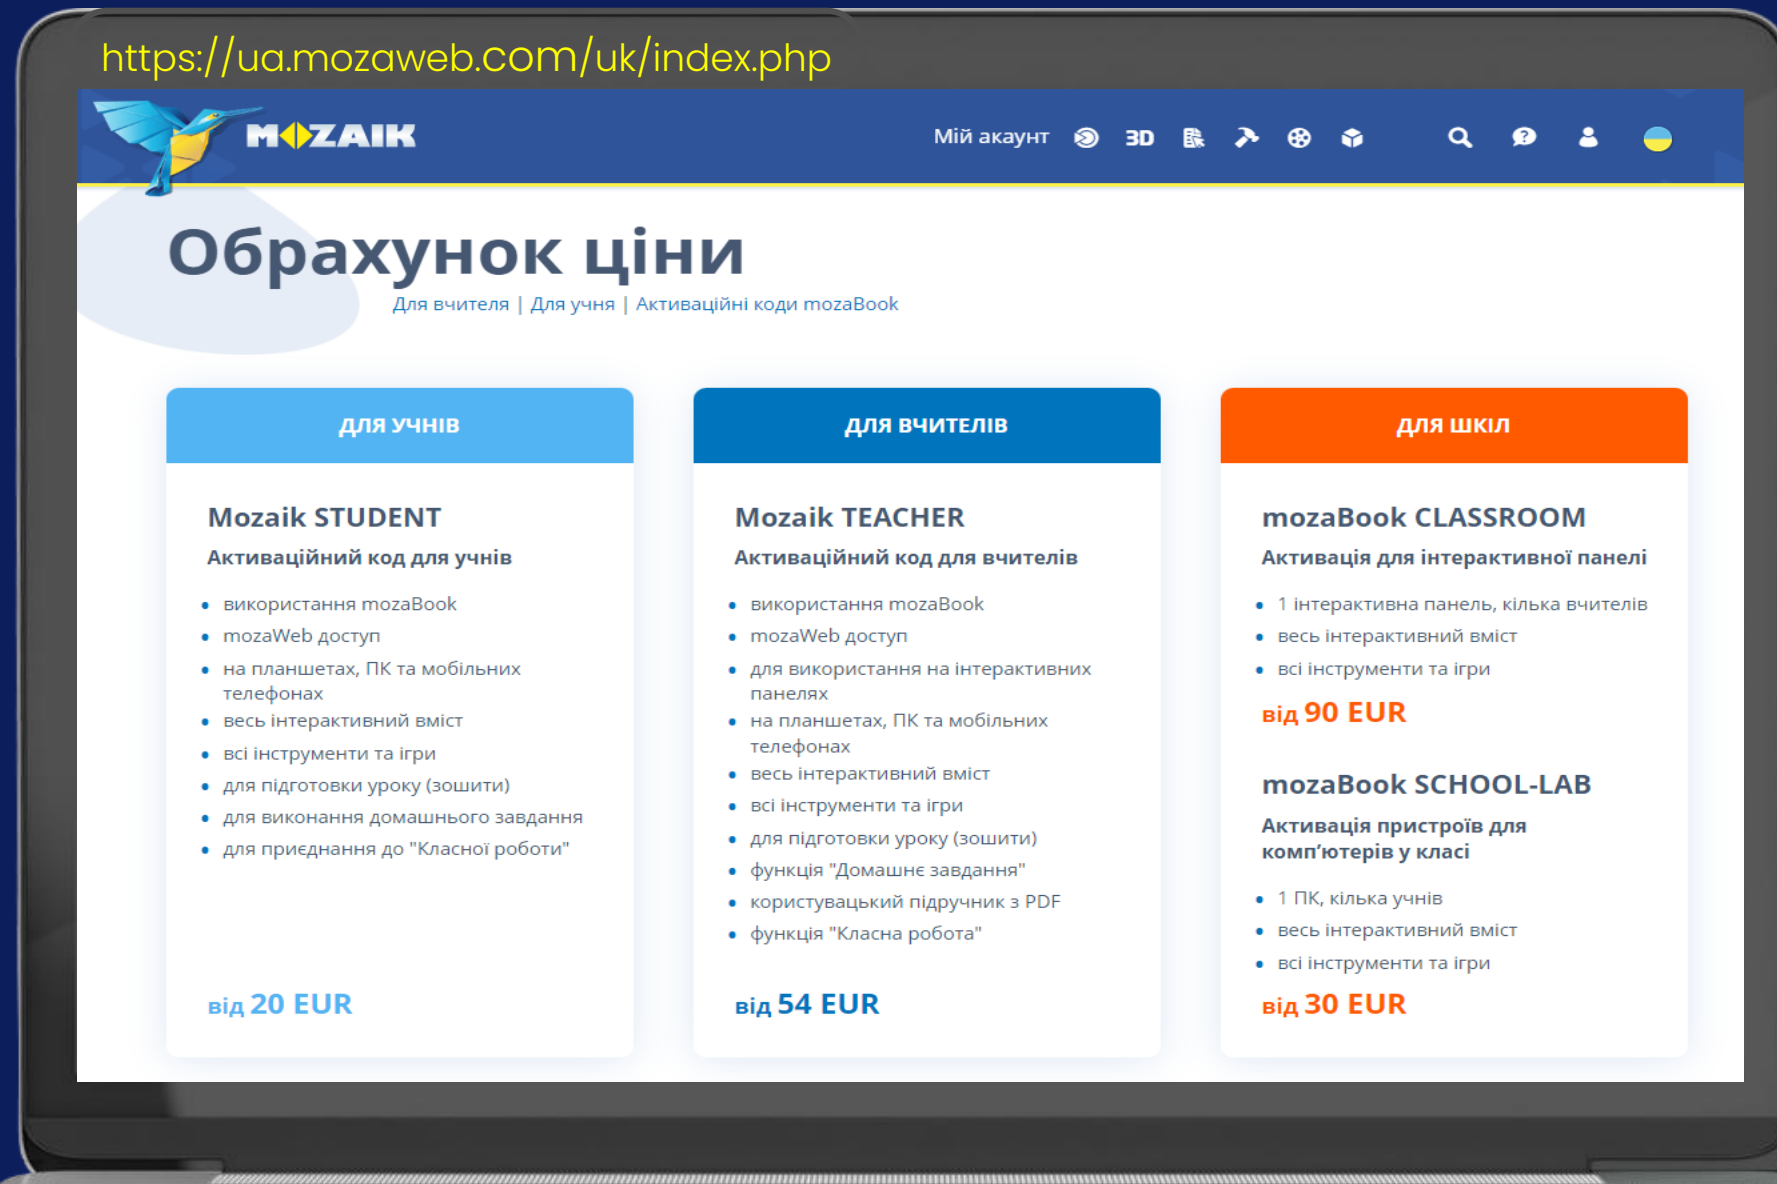 https://ua.mozaweb.com/uk/index.php
MOZAIK
Мій акаунт
3D
Обрахунок ціни
Для вчителя | Для учня | Активаційні коди mozaBook
ДЛЯ УЧНІВ
Mozaik STUDENT
Активаційний код для учнів
• використання mozaBook
• mozaWeb доступ
• на планшетах, ПК та мобільних
телефонах
• весь інтерактивний вміст
• всі інструменти та ігри
• для підготовки уроку (зошити)
• для виконання домашнього завдання
• для приєднання до "Класної роботи"
від 20 EUR
ДЛЯ ВЧИТЕЛІВ
Mozaik TEACHER
Активаційний код для вчителів
• використання mozaBook
• mozaWeb доступ
• для використання на інтерактивних
панелях
• на планшетах, ПК та мобільних
телефонах
• весь інтерактивний вміст
• всі інструменти та ігри
• для підготовки уроку (зошити)
• функція "Домашнє завдання"
• користувацький підручник з PDF
• функція "Класна робота"
від 54 EUR
ДЛЯ ШКІЛ
mozaBook CLASSROOM
Активація для інтерактивної панелі
• 1 інтерактивна панель, кілька вчителів
• весь інтерактивний вміст
• всі інструменти та ігри
від 90 EUR
mozaBook SCHOOL-LAB
Активація пристроїв для
комп’ютерів у класі
• 1 ПК, кілька учнів
• весь інтерактивний вміст
• всі інструменти та ігри
від 30 EUR